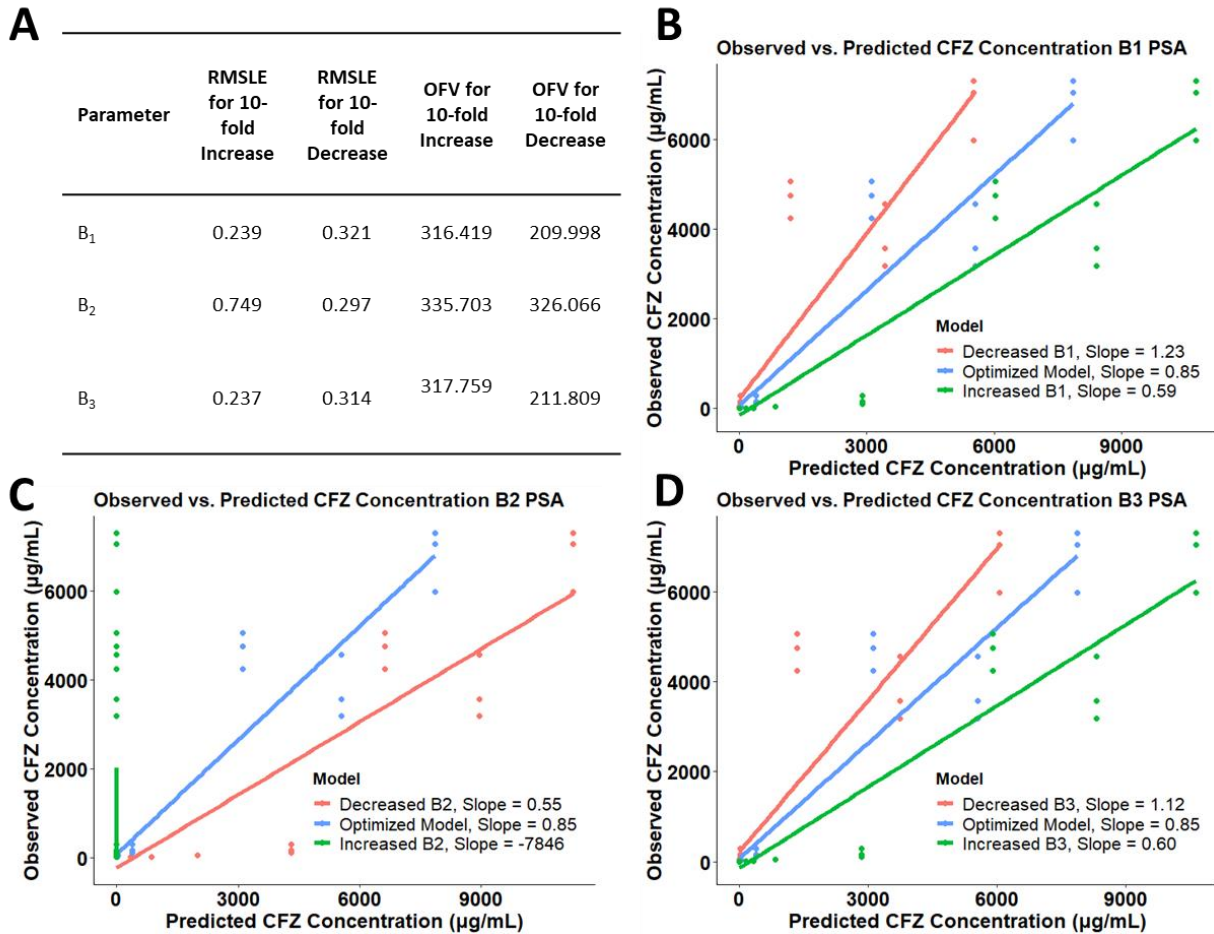 A
Parameter
RMSLE
for 10-
fold
Increase
RMSLE
for 10-
fold
Decrease
OFV for
10-fold
Increase
OFV for
10-fold
Decrease
B1 0.239 0.321 316.419 209.998
B2 0.749 0.297 335.703 326.066
B3 0.237 0.314 317.759 211.809
B
Observed vs. Predicted CFZ Concentration B1 PSA
Observed CFZ Concentration (µg/mL)
6000
4000
2000
0
Model
Decreased B1, Slope = 1.23
Optimized Model, Slope = 0.85
Increased B1, Slope = 0.59
0 3000 6000 9000
Predicted CFZ Concentration (µg/mL)
C
Observed vs. Predicted CFZ Concentration B2 PSA
Observed CFZ Concentration (µg/mL)
6000
4000
2000
0
Model
Decreased B2, Slope = 0.55
Optimized Model, Slope = 0.85
Increased B2, Slope = -7846
0 3000 6000 9000
Predicted CFZ Concentration (µg/mL)
D
Observed vs. Predicted CFZ Concentration B3 PSA
Observed CFZ Concentration (µg/mL)
6000
4000
2000
0
Model
Decreased B3, Slope = 1.12
Optimized Model, Slope = 0.85
Increased B3, Slope = 0.60
0 3000 6000 9000
Predicted CFZ Concentration (µg/mL)